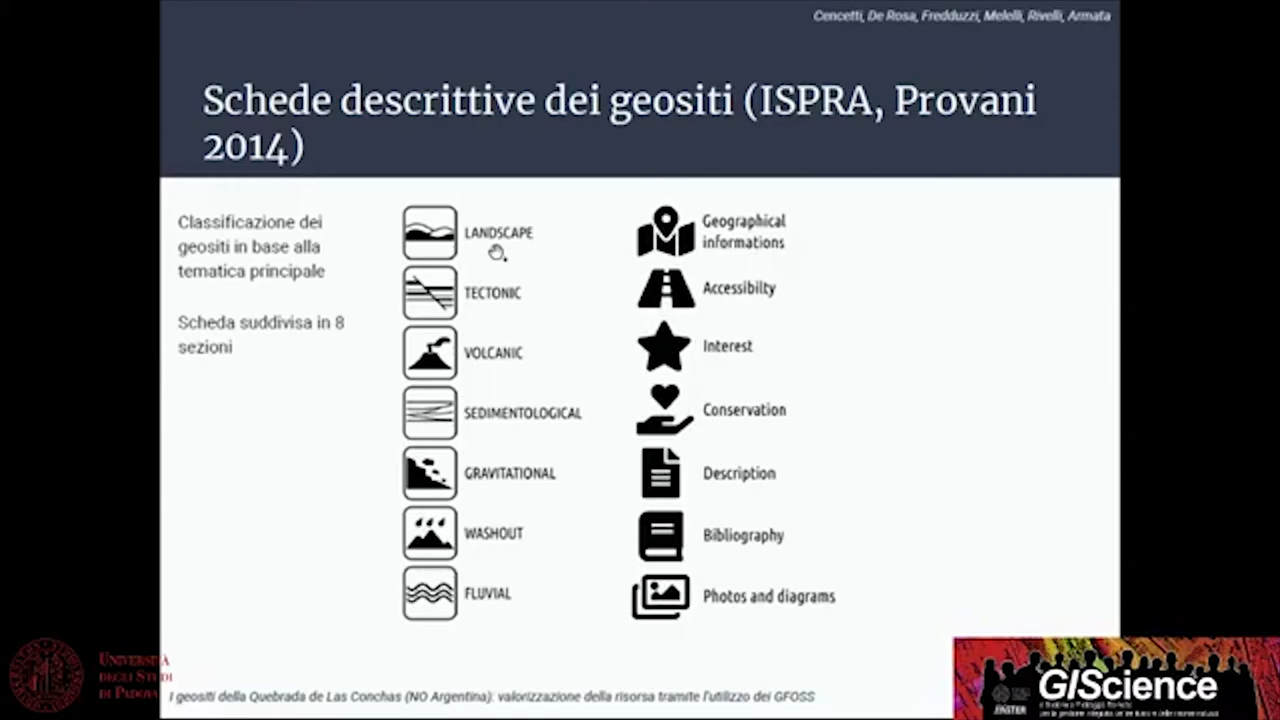 Cencetti, De Rosa, Fredduzzi, Melelli, Rivelli, Armata
Schede descrittive dei geositi (ISPRA, Provani
2014)
Classificazione dei
geositi in base alla
tematica principale
Scheda suddivisa in 8
sezioni
LANDSCAPE
TECTONIC
VOLCANIC
SEDIMENTOLOGICAL
GRAVITATIONAL
WASHOUT
FLUVIAL
Geographical
informations
Accessibilty
Interest
Conservation
Description
Bibliography
Photos and diagrams
UNIVERSITÀ
DEGLI STUDI
DI PADOVA
I geositi della Quebrada de Las Conchas (NO Argentina): valorizzazione della risorsa tramite l'utilizzo dei GFOSS
GIScience